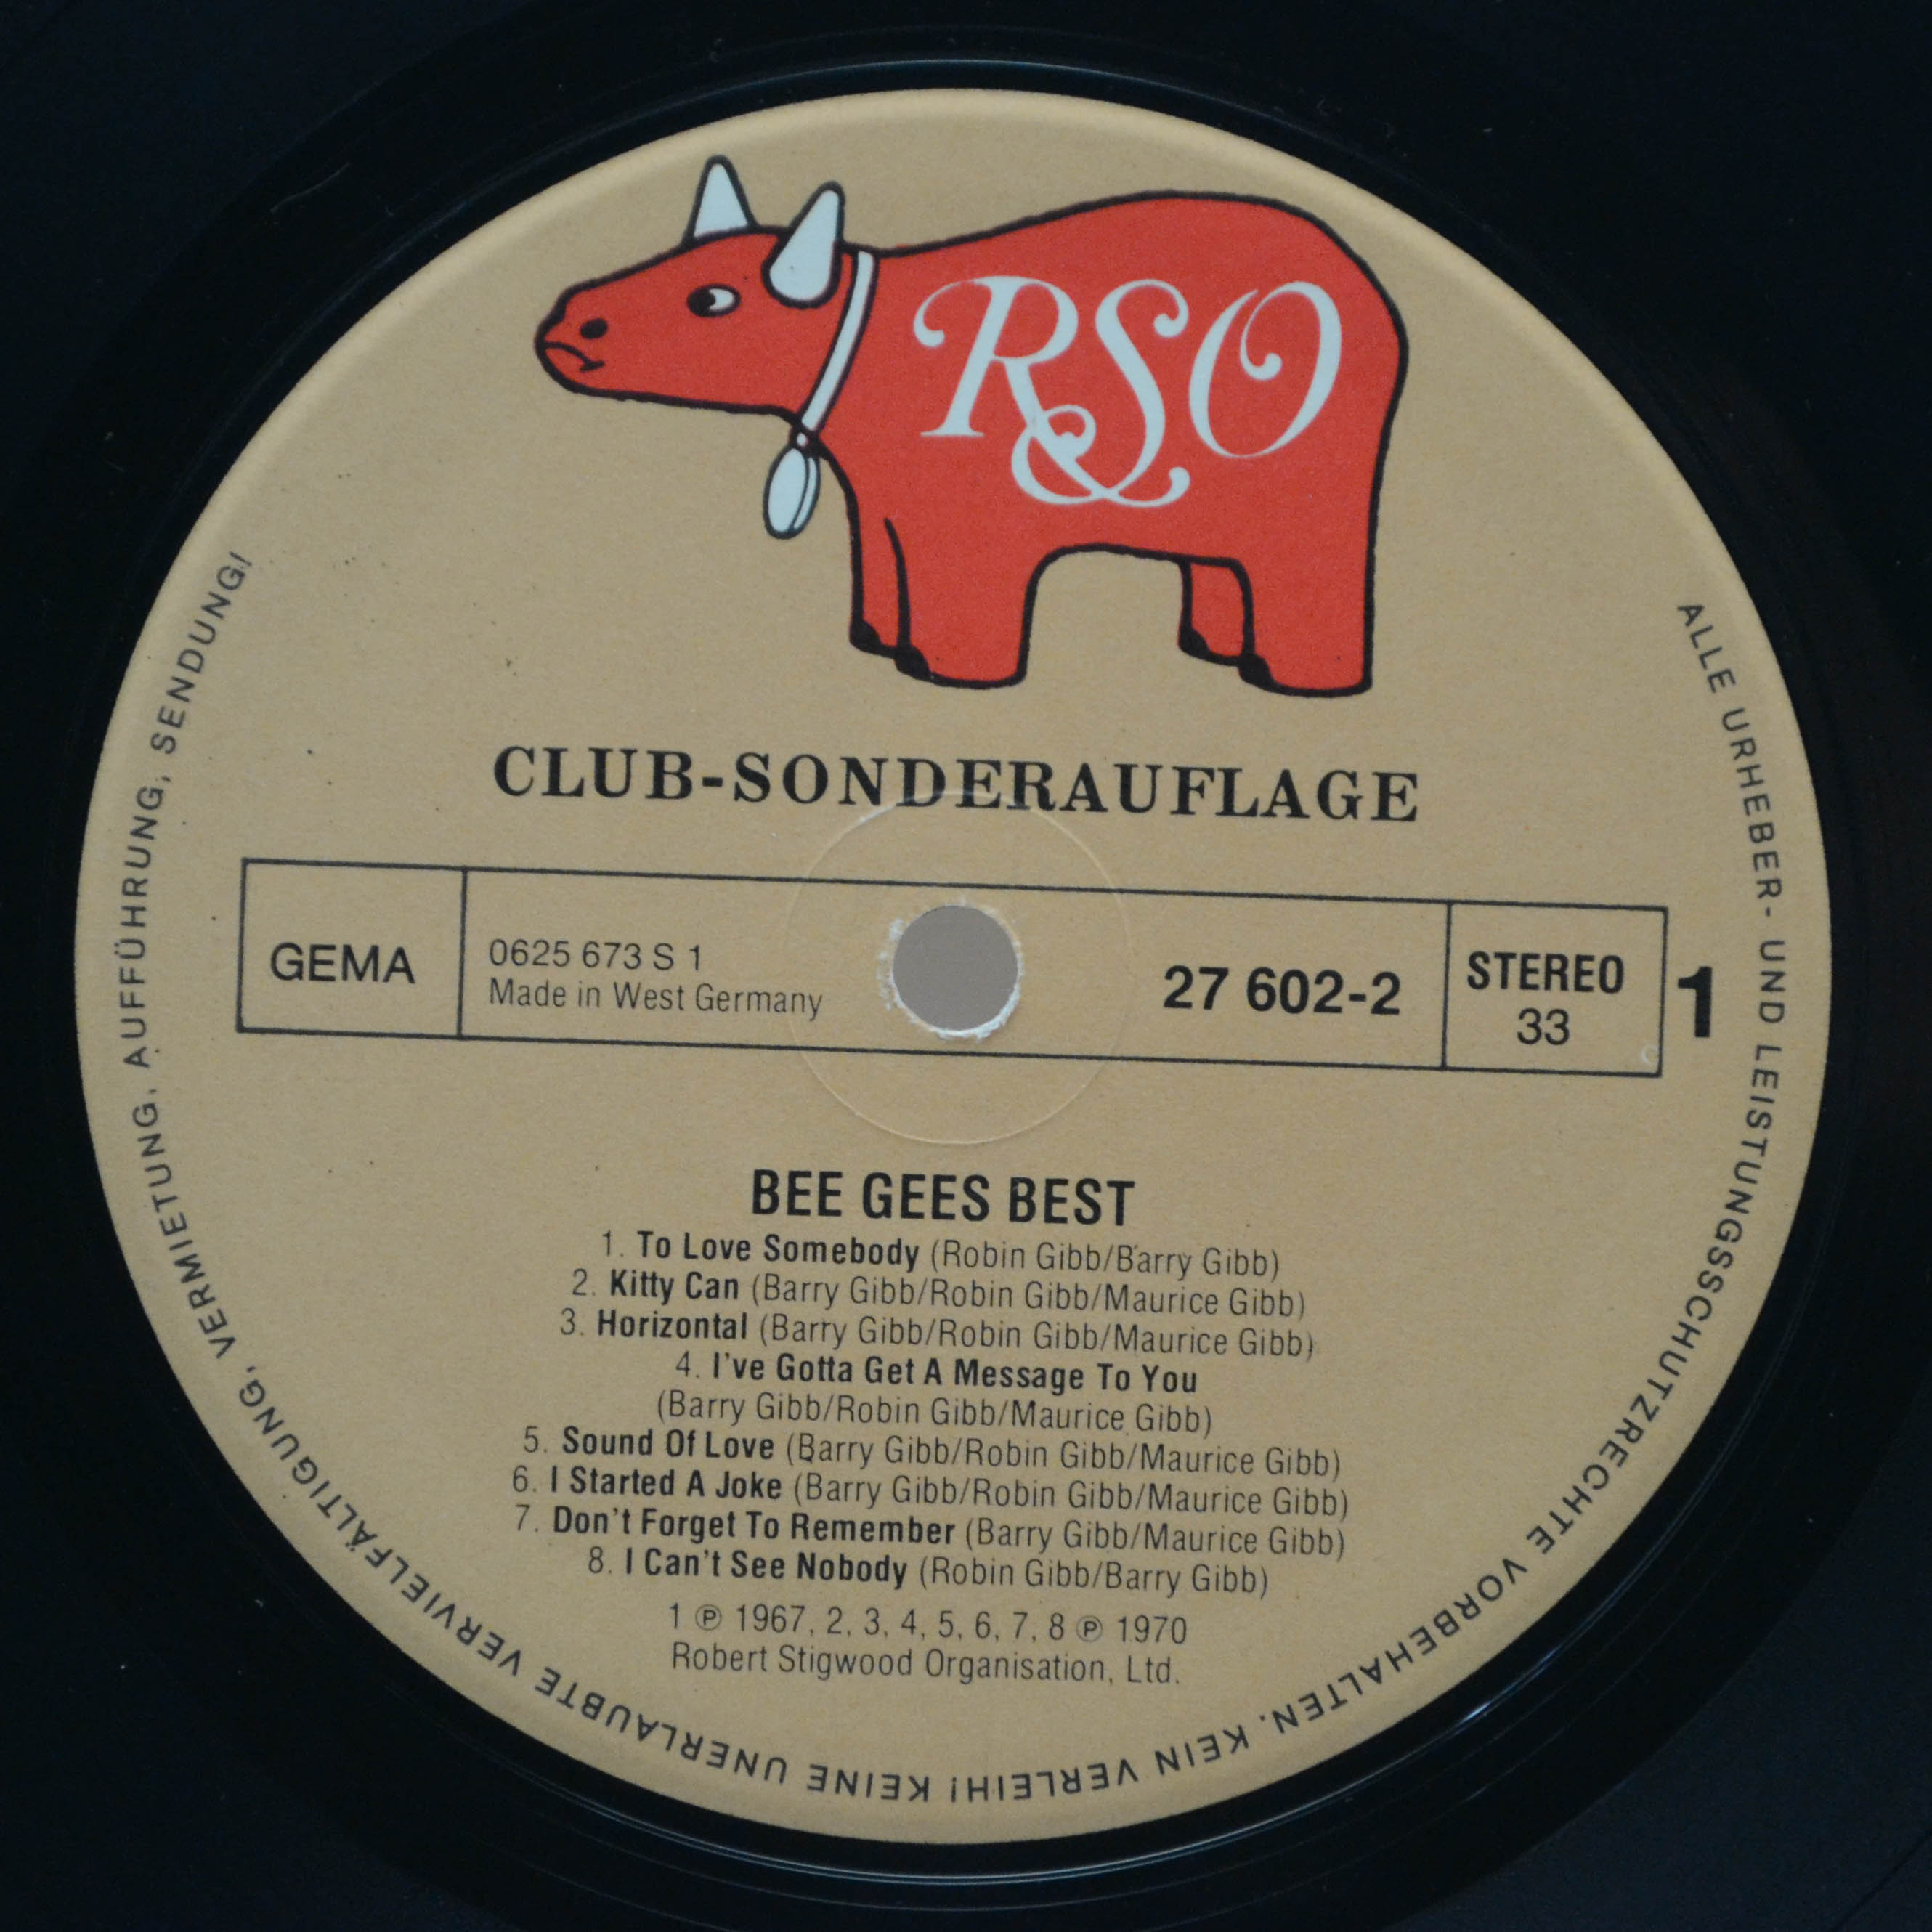 RSO
CLUB-SONDERAUFLAGE
GEMA
0625 673 S 1
Made in West Germany
27 602-2
STEREO
33
1
BEE GEES BEST
1. To Love Somebody (Robin Gibb/Barry Gibb)
2. Kitty Can (Barry Gibb/Robin Gibb/Maurice Gibb)
3. Horizontal (Barry Gibb/Robin Gibb/Maurice Gibb)
4. I've Gotta Get A Message To You
(Barry Gibb/Robin Gibb/Maurice Gibb)
5. Sound Of Love (Barry Gibb/Robin Gibb/Maurice Gibb)
6. I Started A Joke (Barry Gibb/Robin Gibb/Maurice Gibb)
7. Don't Forget To Remember (Barry Gibb/Maurice Gibb)
8. I Can't See Nobody (Robin Gibb/Barry Gibb)
1 ℗ 1967, 2, 3, 4, 5, 6, 7, 8 ℗ 1970
Robert Stigwood Organisation, Ltd.
ALLE URHEBER- UND LEISTUNGSSCHUTZRECHTE VORBEHALTEN. KEIN VERLEIH! KEINE UNERLAUBTE VERVIELFÄLTIGUNG, VERMIETUNG, AUFFÜHRUNG, SENDUNG!